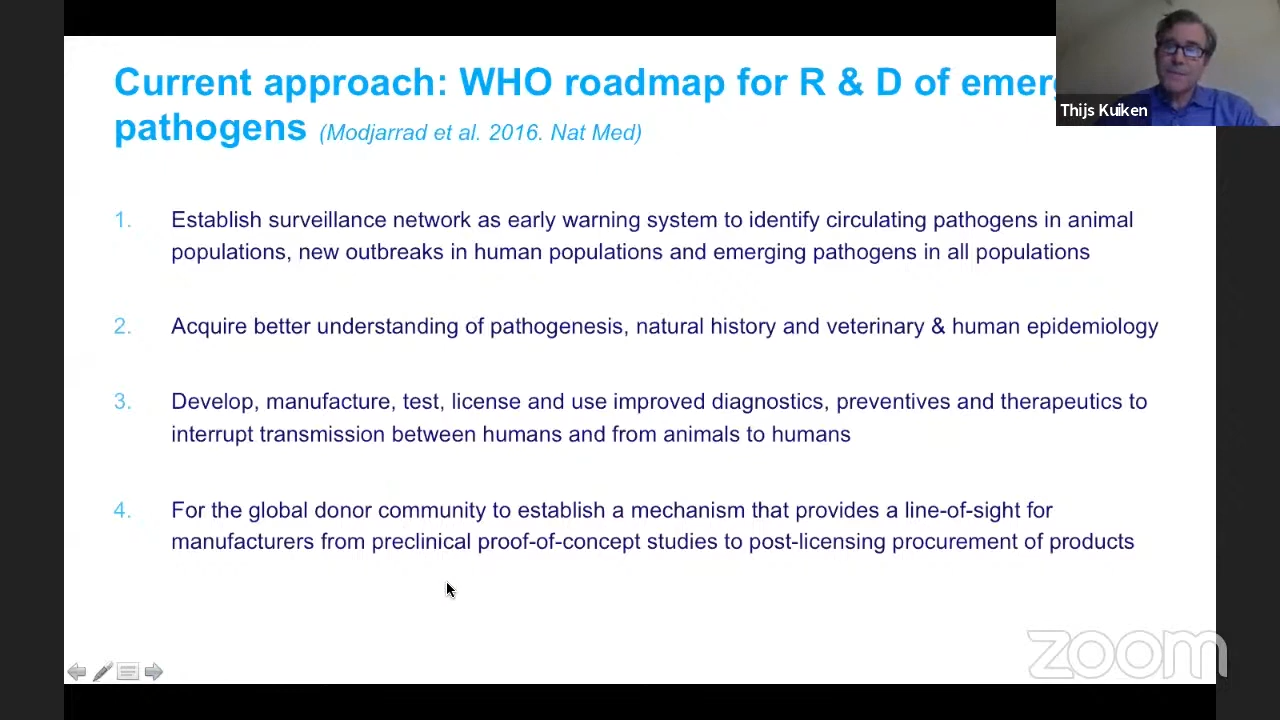 Current approach: WHO roadmap for R & D of
pathogens (Modjarrad et al. 2016. Nat Med)
Thijs Kuiken
1. Establish surveillance network as early warning system to identify circulating pathogens in animal
populations, new outbreaks in human populations and emerging pathogens in all populations
2. Acquire better understanding of pathogenesis, natural history and veterinary & human epidemiology
3. Develop, manufacture, test, license and use improved diagnostics, preventives and therapeutics to
interrupt transmission between humans and from animals to humans
4. For the global donor community to establish a mechanism that provides a line-of-sight for
manufacturers from preclinical proof-of-concept studies to post-licensing procurement of products
zoom